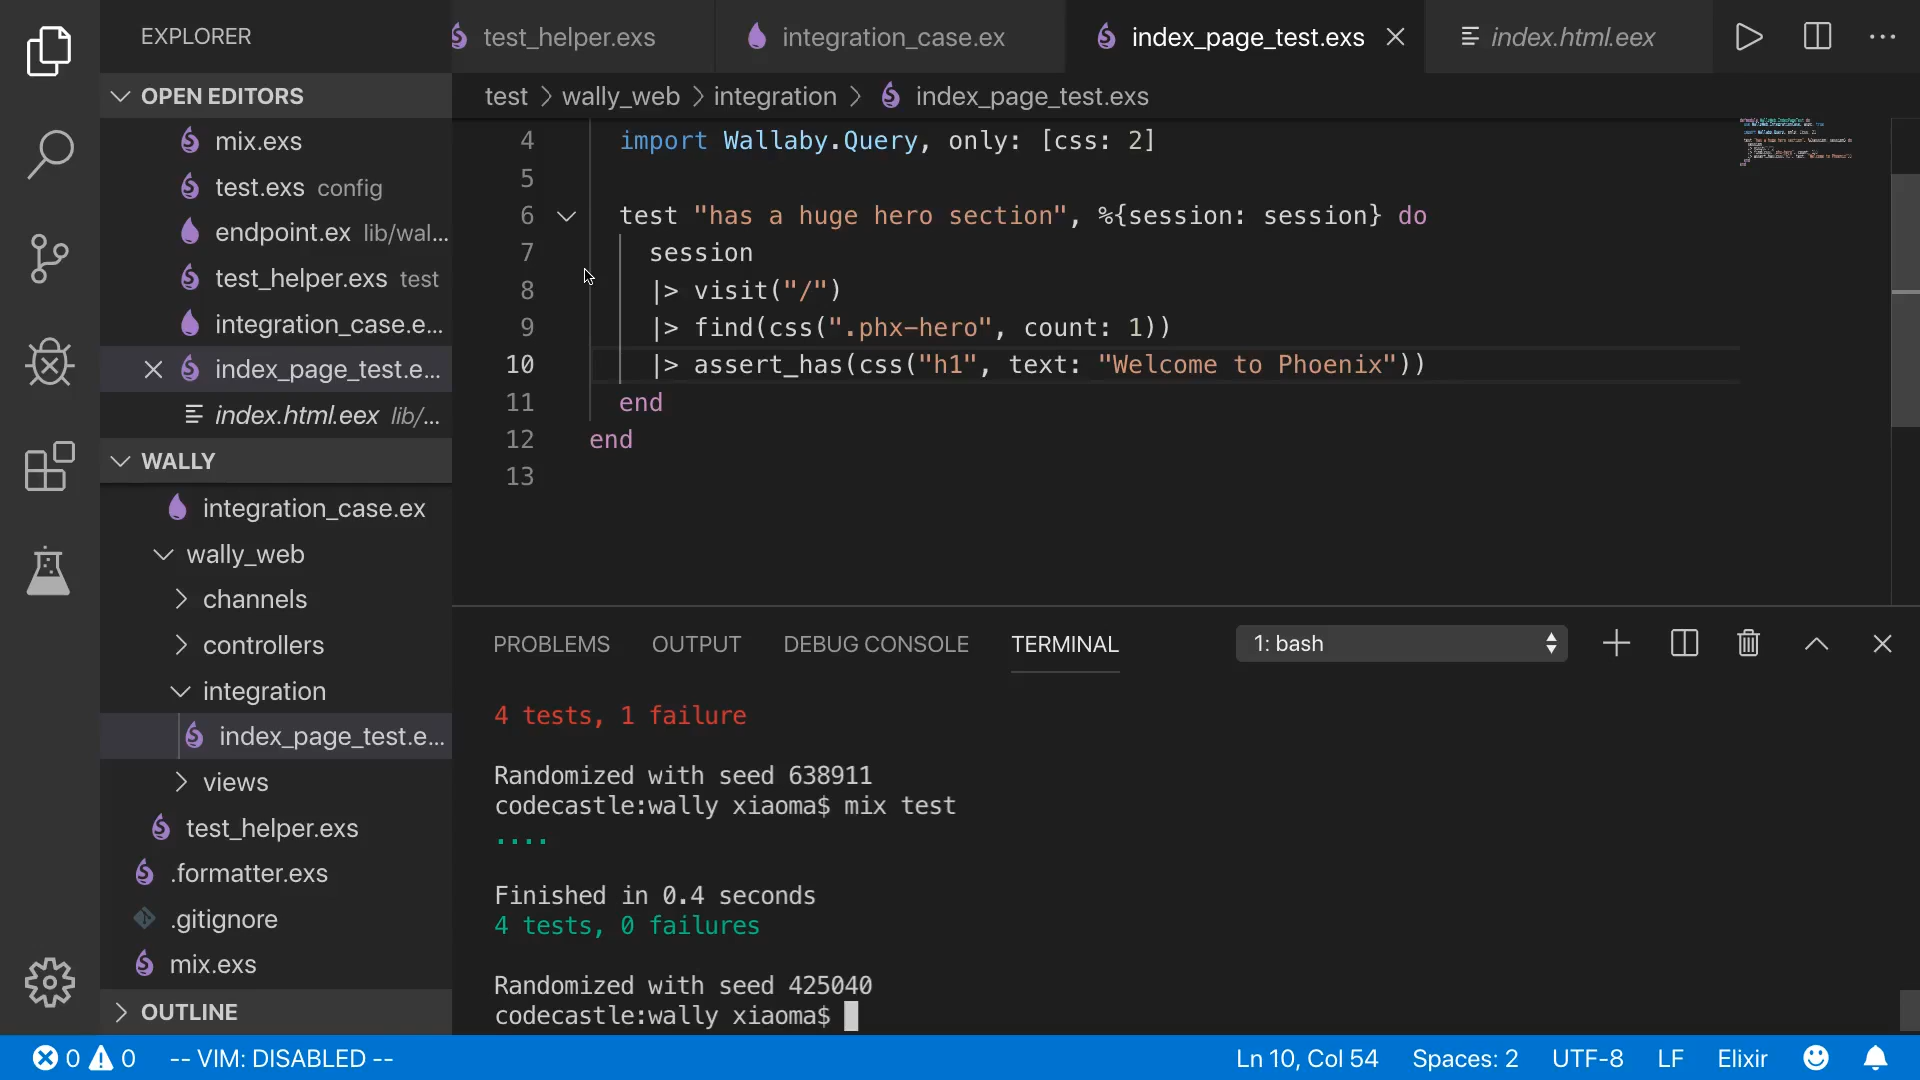 EXPLORER
test_helper.exs
integration_case.ex
index_page_test.exs
index.html.eex
OPEN EDITORS
mix.exs
test.exs config
endpoint.ex lib/wal...
test_helper.exs test
integration_case.e...
index_page_test.e...
index.html.eex lib/...
WALLY
integration_case.ex
wally_web
channels
controllers
integration
index_page_test.e...
views
test_helper.exs
.formatter.exs
.gitignore
mix.exs
OUTLINE
test > wally_web > integration > index_page_test.exs
4 import Wallaby.Query, only: [css: 2]
5
6 test "has a huge hero section", %{session: session} do
7 session
8 |> visit("/")
9 |> find(css(".phx-hero", count: 1))
10 |> assert_has(css("h1", text: "Welcome to Phoenix"))
11 end
12 end
13
PROBLEMS OUTPUT DEBUG CONSOLE TERMINAL 1: bash
4 tests, 1 failure
Randomized with seed 638911
codecastle:wally xiaoma$ mix test
....
Finished in 0.4 seconds
4 tests, 0 failures
Randomized with seed 425040
codecastle:wally xiaoma$
0 0 -- VIM: DISABLED -- Ln 10, Col 54 Spaces: 2 UTF-8 LF Elixir